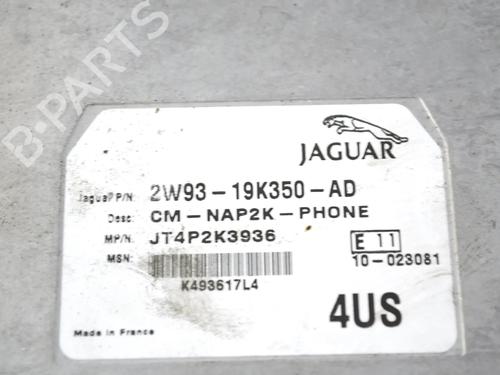 B-PARTS
JAGUAR
Jaguar P/N: 2W93-19K350-AD
Desc: CM-NAP2K-PHONE
MP/N: JT4P2K3936
E 11
MSN:
10-023081
K493617L4
4US
Made in France